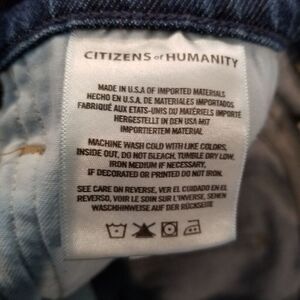 CITIZENS of HUMANITY
MADE IN U.S.A OF IMPORTED MATERIALS
HECHO EN U.S.A. DE MATERIALES IMPORTADOS
FABRIQUÉ AUX ETATS-UNIS DU MATÉRIELS IMPORTÉ
HERGESTELLT IN DEN USA MIT
IMPORTIERTEM MATERIAL
MACHINE WASH COLD WITH LIKE COLORS,
INSIDE OUT, DO NOT BLEACH, TUMBLE DRY LOW,
IRON MEDIUM IF NECESSARY,
IF DECORATED OR PRINTED DO NOT IRON.
SEE CARE ON REVERSE, VER EL CUIDADO EN EL
REVERSO, VOIR LE SOIN SUR L'INVERSE, SEHEN
WASCHHINWEISE AUF DER RÜCKSEITE